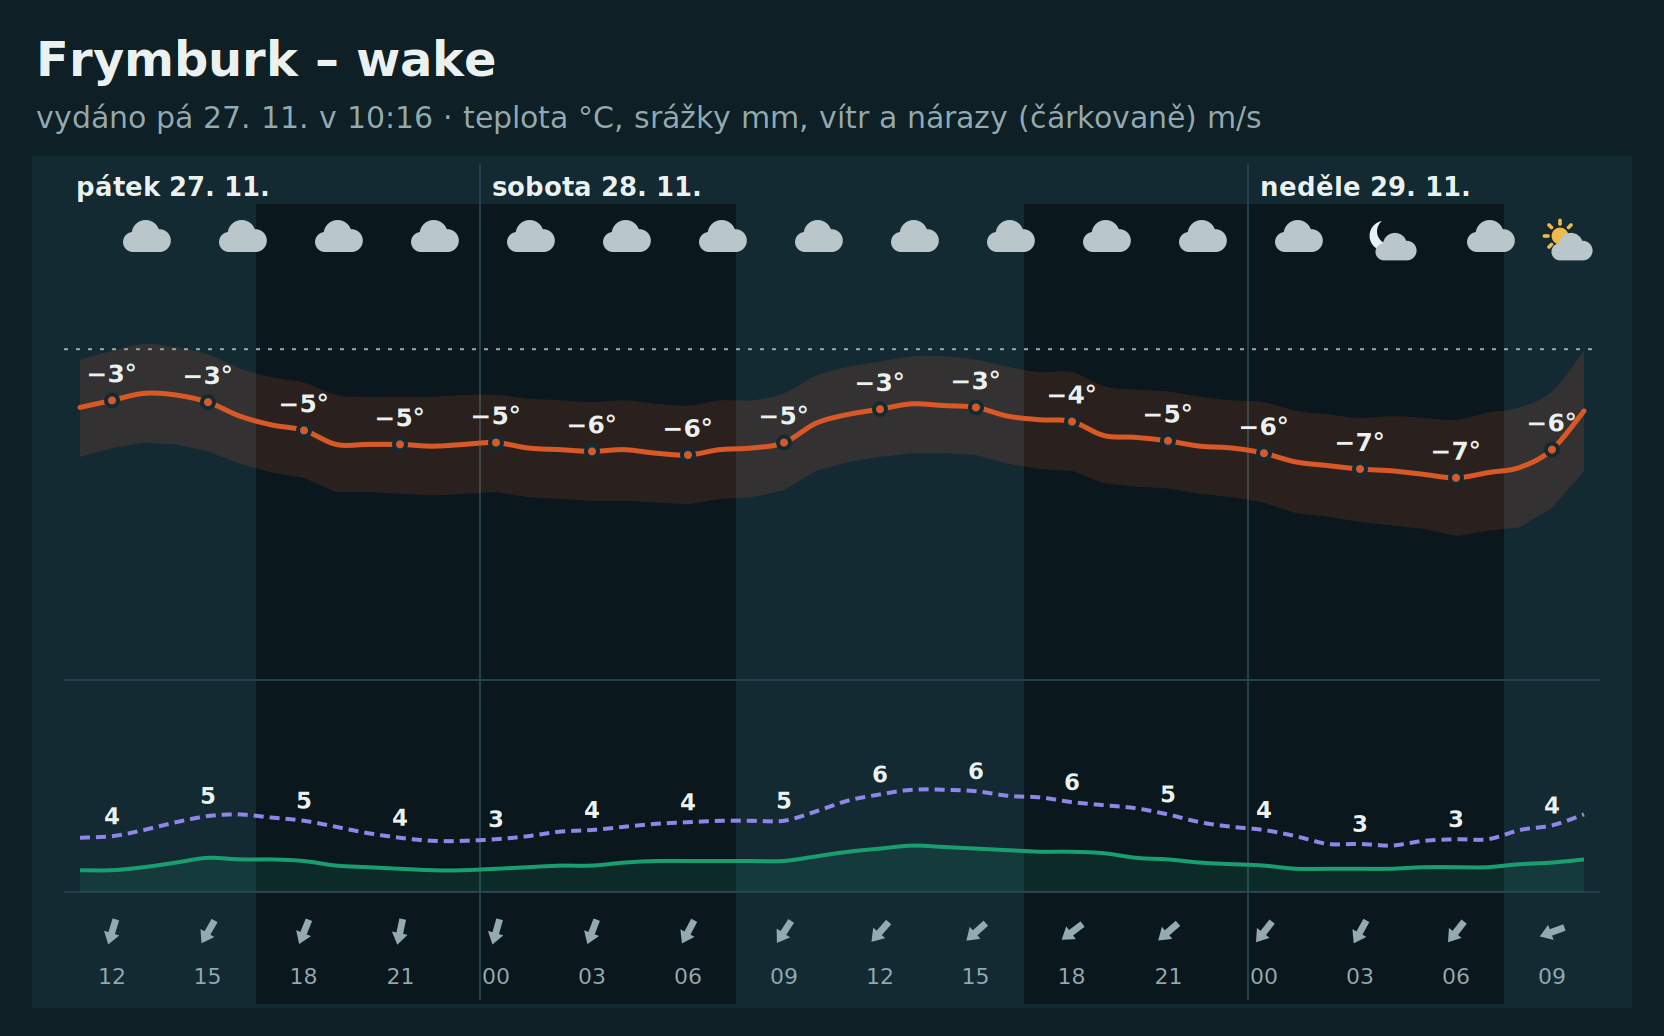 Frymburk – wake
vydáno pá 27. 11. v 10:16 · teplota °C, srážky mm, vítr a nárazy (čárkovaně) m/s
pátek 27. 11. sobota 28. 11. neděle 29. 11.
−3° −3° −5° −5° −5° −6° −6° −5° −3° −3° −4° −5° −6° −7° −7° −6°
4 5 5 4 3 4 4 5 6 6 6 5 4 3 3 4
12 15 18 21 00 03 06 09 12 15 18 21 00 03 06 09